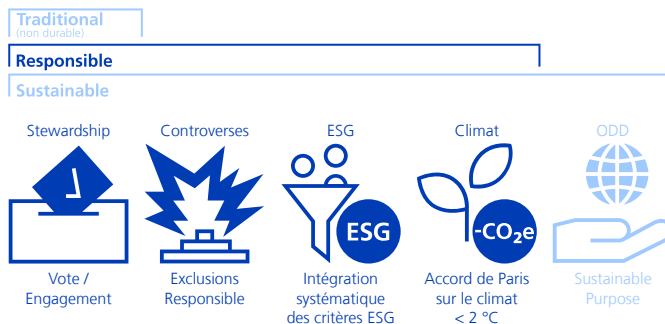 Traditional
(non durable)
Responsible
Sustainable
Stewardship
Controverses
ESG
Climat
ODD
ESG
-CO₂e
Vote /
Engagement
Exclusions
Responsible
Intégration
systématique
des critères ESG
Accord de Paris
sur le climat
< 2 °C
Sustainable
Purpose